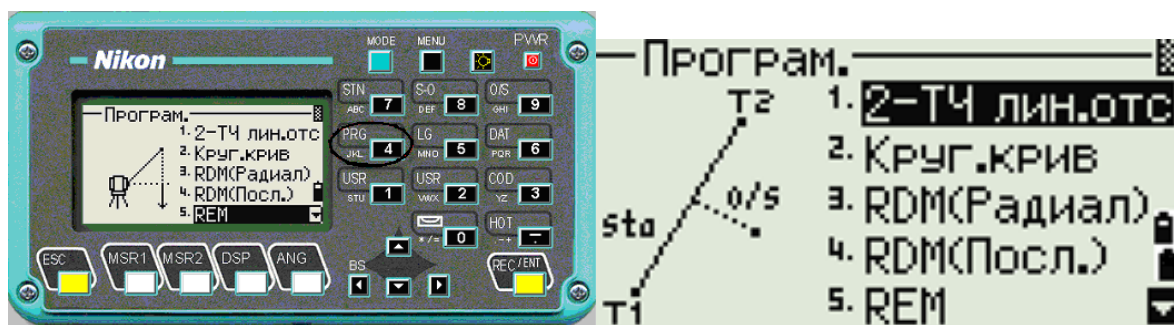 Nikon
MODE MENU PWR
Програм.
1. 2-ТЧ лин.отс
2. Круг.крив
3. RDM(Радиал)
4. RDM(Посл.)
5. REM
STN ABC 7 S-O DEF 8 O/S GHI 9
PRG JKL 4 LG MNO 5 DAT PQR 6
USR STU 1 USR VWX 2 COD YZ 3
*/= 0 HOT .-+
ESC MSR1 MSR2 DSP ANG BS REC/ENT
Програм.
T2
sta
O/S
T1
1. 2-ТЧ лин.отс
2. Круг.крив
3. RDM(Радиал)
4. RDM(Посл.)
5. REM